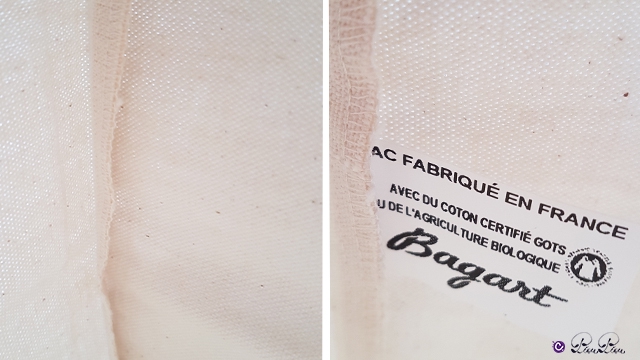 AC FABRIQUÉ EN FRANCE
AVEC DU COTON CERTIFIÉ GOTS
U DE L'AGRICULTURE BIOLOGIQUE
Bagart